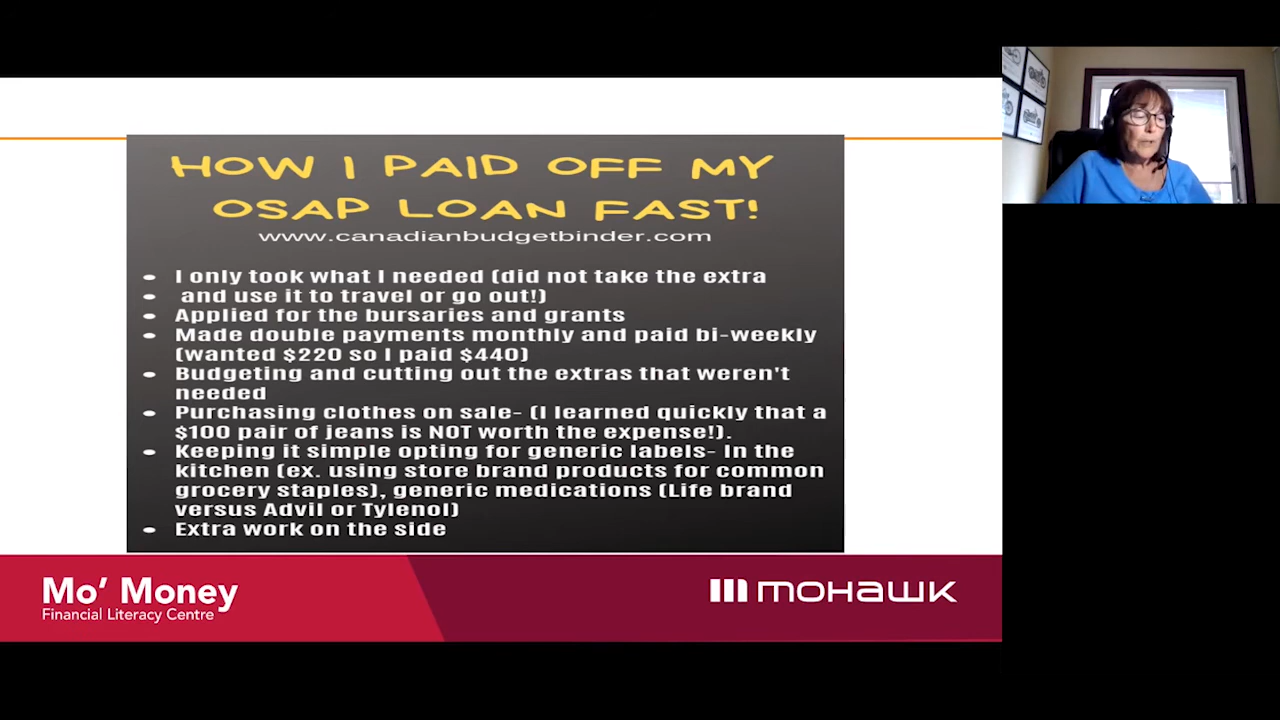 HOW I PAID OFF MY
OSAP LOAN FAST!
www.canadianbudgetbinder.com
• I only took what I needed (did not take the extra
• and use it to travel or go out!)
• Applied for the bursaries and grants
• Made double payments monthly and paid bi-weekly
(wanted $220 so I paid $440)
• Budgeting and cutting out the extras that weren't
needed
• Purchasing clothes on sale- (I learned quickly that a
$100 pair of jeans is NOT worth the expense!).
• Keeping it simple opting for generic labels- In the
kitchen (ex. using store brand products for common
grocery staples), generic medications (Life brand
versus Advil or Tylenol)
• Extra work on the side
Mo' Money
Financial Literacy Centre
mohawk